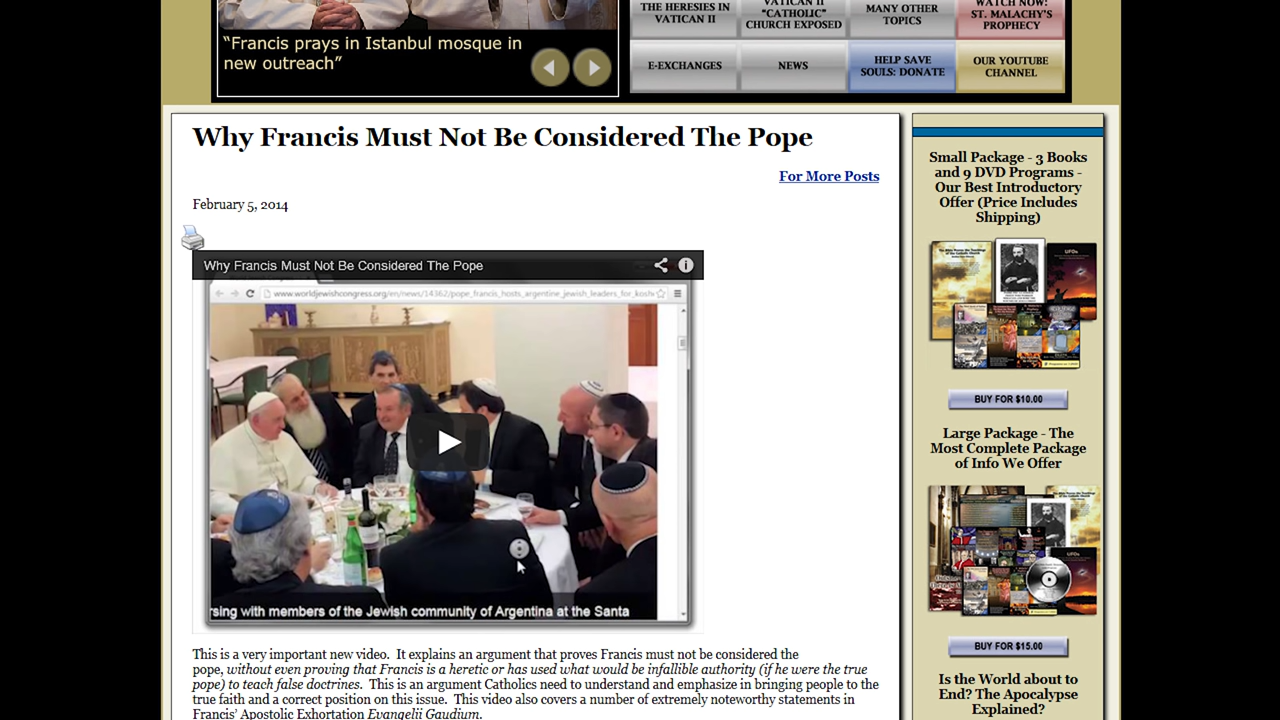 “Francis prays in Istanbul mosque in
new outreach”
THE HERESIES IN
VATICAN II
VATICAN II
“CATHOLIC”
CHURCH EXPOSED
MANY OTHER
TOPICS
WATCH NOW:
ST. MALACHY'S
PROPHECY
E-EXCHANGES
NEWS
HELP SAVE
SOULS: DONATE
OUR YOUTUBE
CHANNEL
Why Francis Must Not Be Considered The Pope
For More Posts
February 5, 2014
Why Francis Must Not Be Considered The Pope
www.worldjewishcongress.org/en/news/14362/pope_francis_hosts_argentine_jewish_leaders_for_kosh
rsing with members of the Jewish community of Argentina at the Santa
This is a very important new video.  It explains an argument that proves Francis must not be considered the
pope, without even proving that Francis is a heretic or has used what would be infallible authority (if he were the true
pope) to teach false doctrines.  This is an argument Catholics need to understand and emphasize in bringing people to the
true faith and a correct position on this issue.  This video also covers a number of extremely noteworthy statements in
Francis’ Apostolic Exhortation Evangelii Gaudium.
Small Package - 3 Books
and 9 DVD Programs -
Our Best Introductory
Offer (Price Includes
Shipping)
UFOs
BUY FOR $10.00
Large Package - The
Most Complete Package
of Info We Offer
UFOs
BUY FOR $15.00
Is the World about to
End? The Apocalypse
Explained?